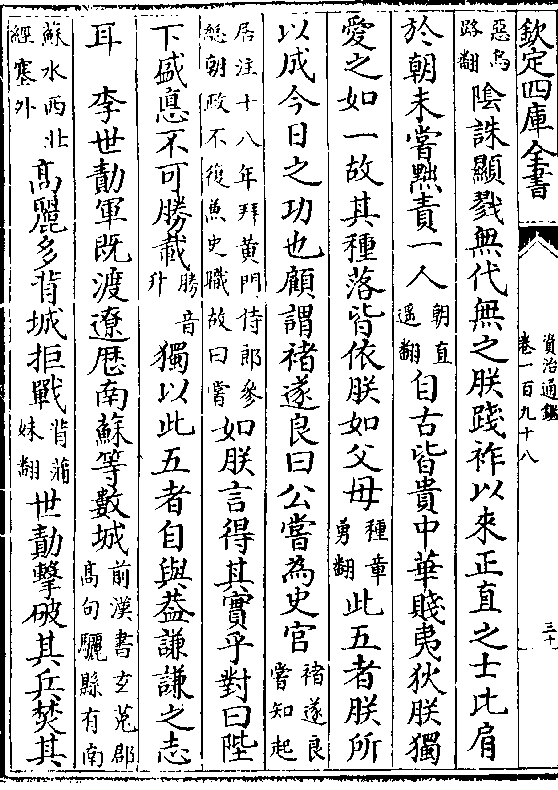 欽定四庫全書
資治通鑑
卷一百九十八
三十
惡烏路翻陰誅顯戮無代無之朕踐祚以來正直之士比肩
於朝未嘗黜責一人朝直遥翻自古皆貴中華賤夷狄朕獨
愛之如一故其種落皆依朕如父母種章勇翻此五者朕所
以成今日之功也顧謂禇遂良曰公嘗為史官禇遂良嘗知起
居注十八年拜黄門侍郎參綜朝政不復兼史職故曰嘗如朕言得其實乎對曰陛
下盛悳不可勝載勝音升獨以此五者自與葢謙謙之志
耳 李世勣軍既渡遼歴南蘇等數城前漢書玄菟郡髙句驪縣有南
蘇水西北經塞外髙麗多背城拒戰背蒲妹翻世勣擊破其兵焚其